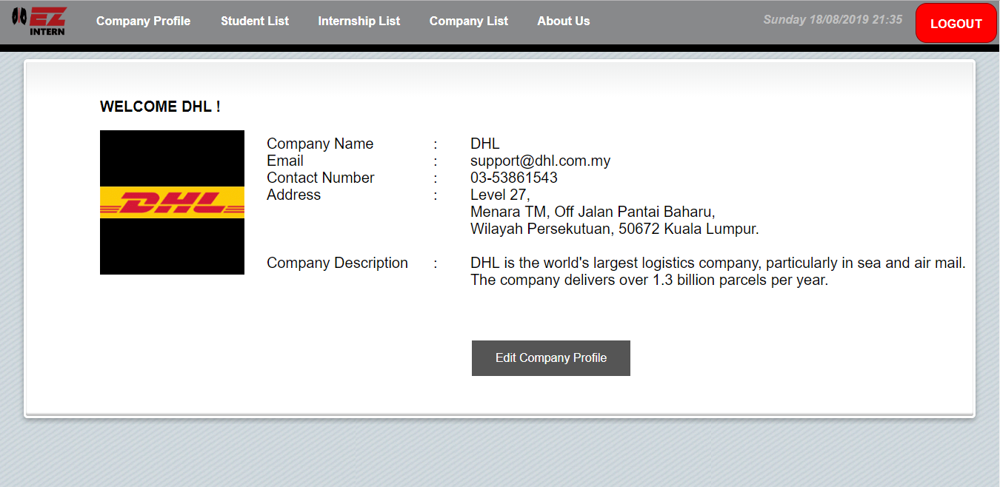 EZ
INTERN
Company Profile Student List Internship List Company List About Us Sunday 18/08/2019 21:35 LOGOUT
WELCOME DHL !
DHL
Company Name : DHL
Email : support@dhl.com.my
Contact Number : 03-53861543
Address : Level 27,
Menara TM, Off Jalan Pantai Baharu,
Wilayah Persekutuan, 50672 Kuala Lumpur.
Company Description : DHL is the world's largest logistics company, particularly in sea and air mail.
The company delivers over 1.3 billion parcels per year.
Edit Company Profile